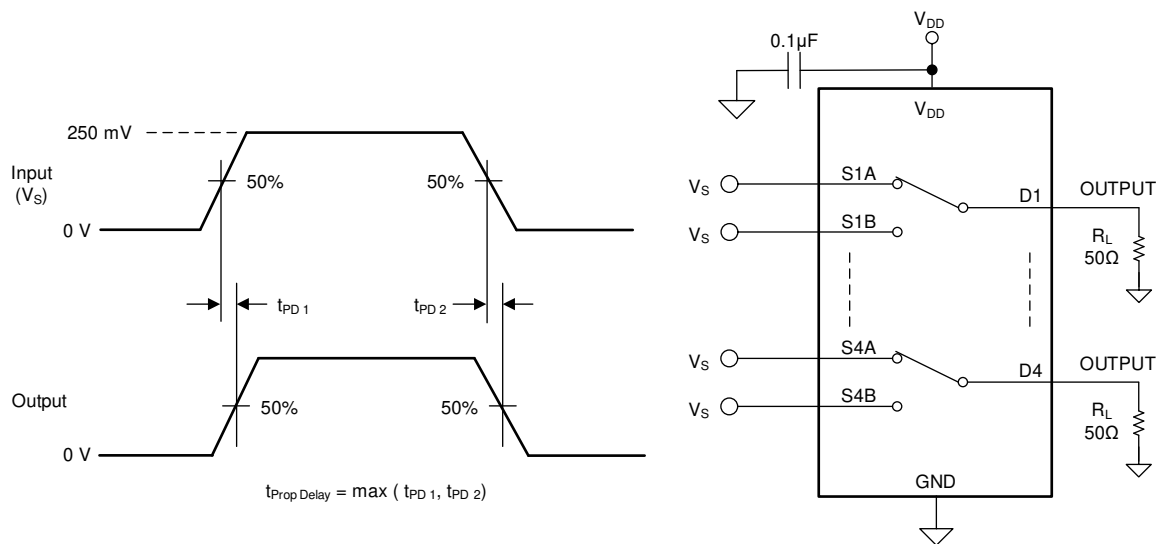 250 mV
Input
(VS)
50%
50%
0 V
tPD 1
tPD 2
Output
50%
50%
0 V
tProp Delay = max ( tPD 1, tPD 2)
VDD
0.1µF
VDD
VS
S1A
D1
OUTPUT
VS
S1B
RL
50Ω
VS
S4A
D4
OUTPUT
VS
S4B
RL
50Ω
GND